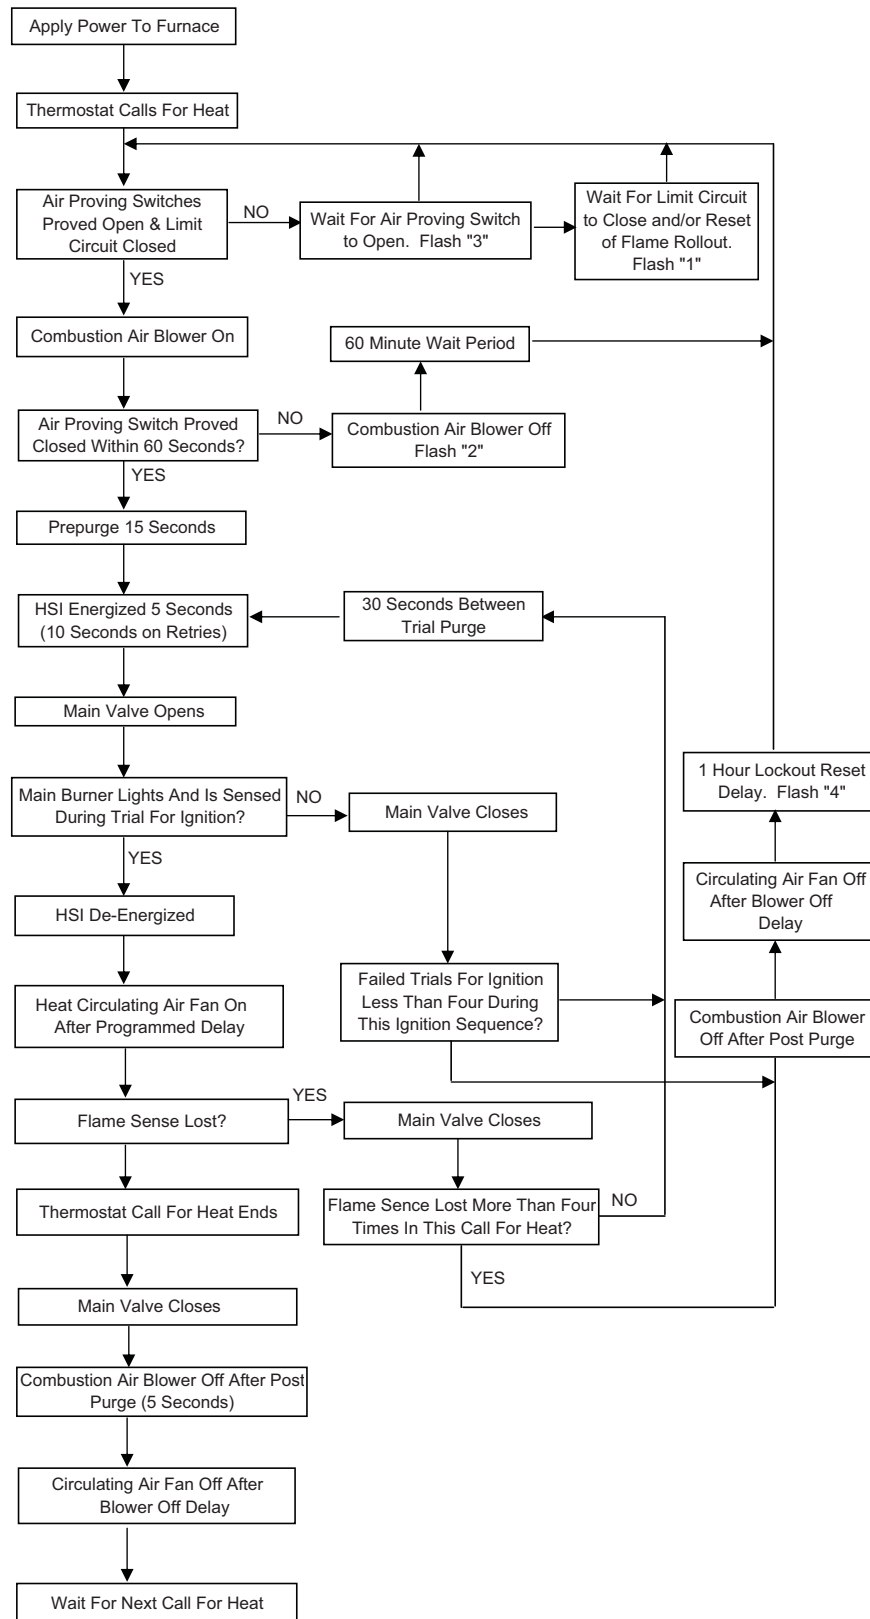 Apply Power To Furnace
Thermostat Calls For Heat
Air Proving Switches
Proved Open & Limit
Circuit Closed
NO
Wait For Air Proving Switch
to Open. Flash "3"
Wait For Limit Circuit
to Close and/or Reset
of Flame Rollout.
Flash "1"
YES
Combustion Air Blower On
60 Minute Wait Period
Air Proving Switch Proved
Closed Within 60 Seconds?
NO
Combustion Air Blower Off
Flash "2"
YES
Prepurge 15 Seconds
HSI Energized 5 Seconds
(10 Seconds on Retries)
30 Seconds Between
Trial Purge
Main Valve Opens
Main Burner Lights And Is Sensed
During Trial For Ignition?
NO
Main Valve Closes
1 Hour Lockout Reset
Delay. Flash "4"
YES
HSI De-Energized
Circulating Air Fan Off
After Blower Off
Delay
Heat Circulating Air Fan On
After Programmed Delay
Failed Trials For Ignition
Less Than Four During
This Ignition Sequence?
Combustion Air Blower
Off After Post Purge
Flame Sense Lost?
YES
Main Valve Closes
Thermostat Call For Heat Ends
Flame Sence Lost More Than Four
Times In This Call For Heat?
NO
YES
Main Valve Closes
Combustion Air Blower Off After Post
Purge (5 Seconds)
Circulating Air Fan Off After
Blower Off Delay
Wait For Next Call For Heat